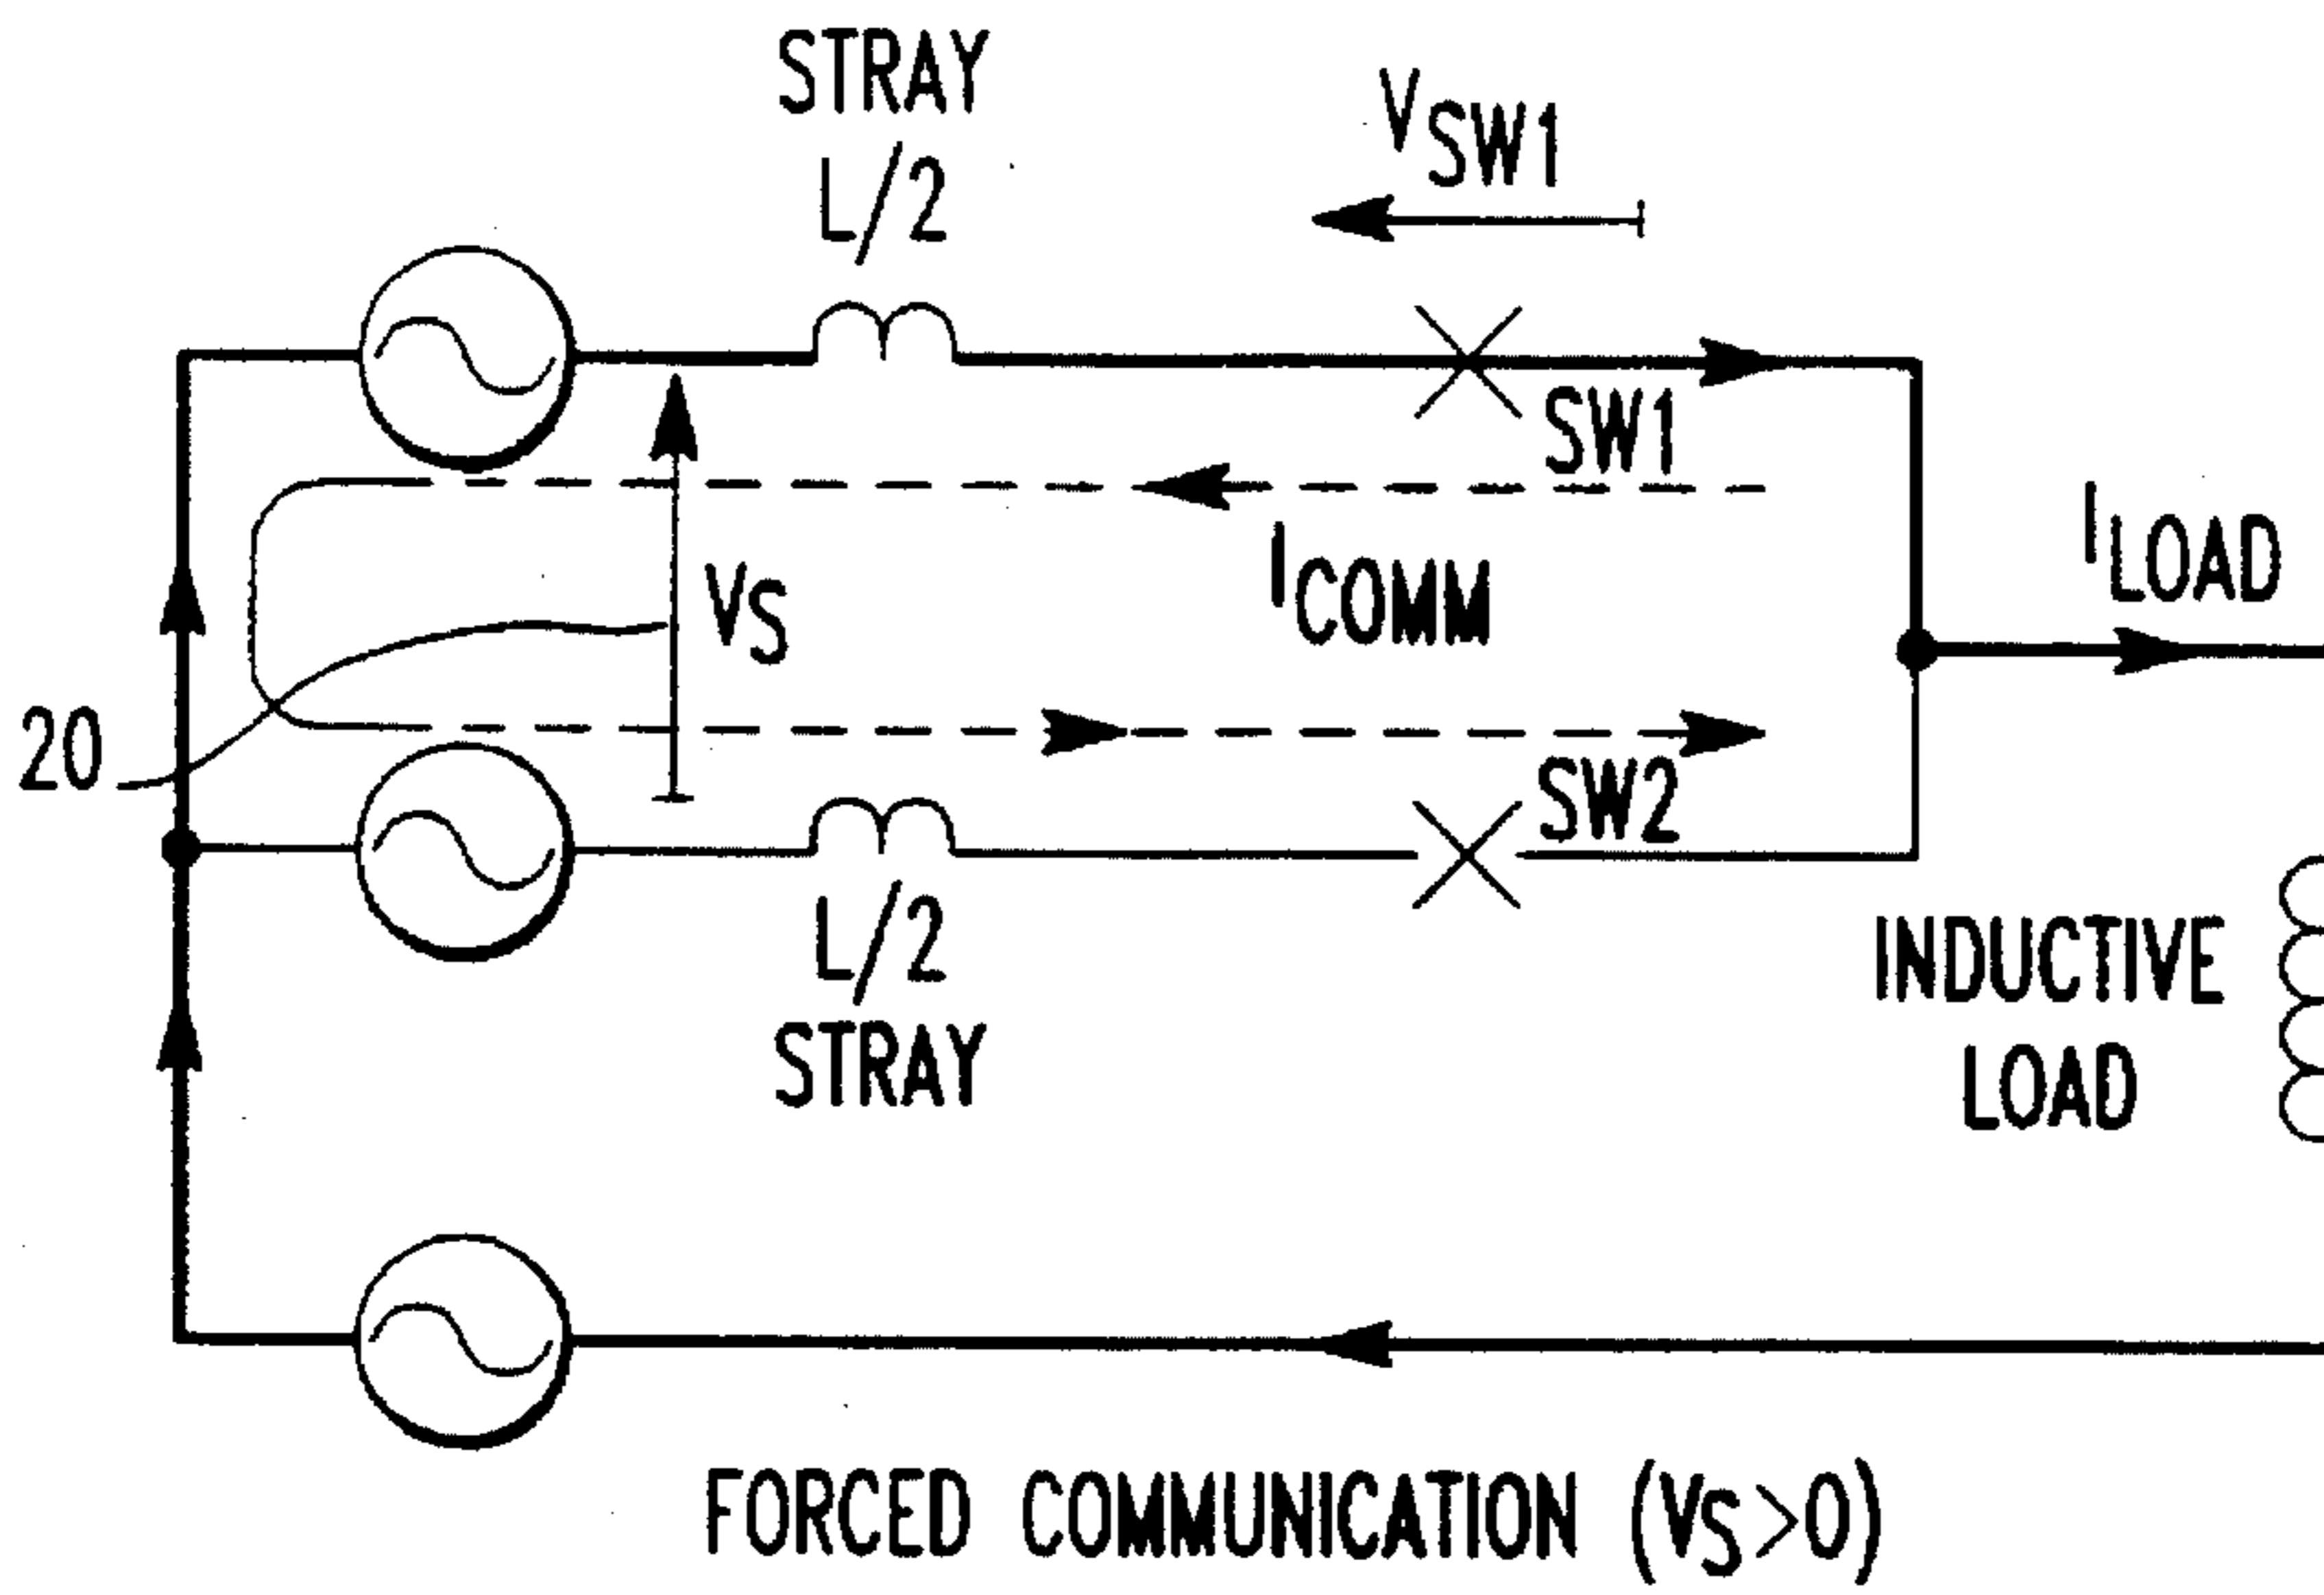 STRAY
L/2
VSW1
SW1
ICOMM
ILOAD
VS
20
SW2
L/2
STRAY
INDUCTIVE
LOAD
FORCED COMMUNICATION (VS>0)